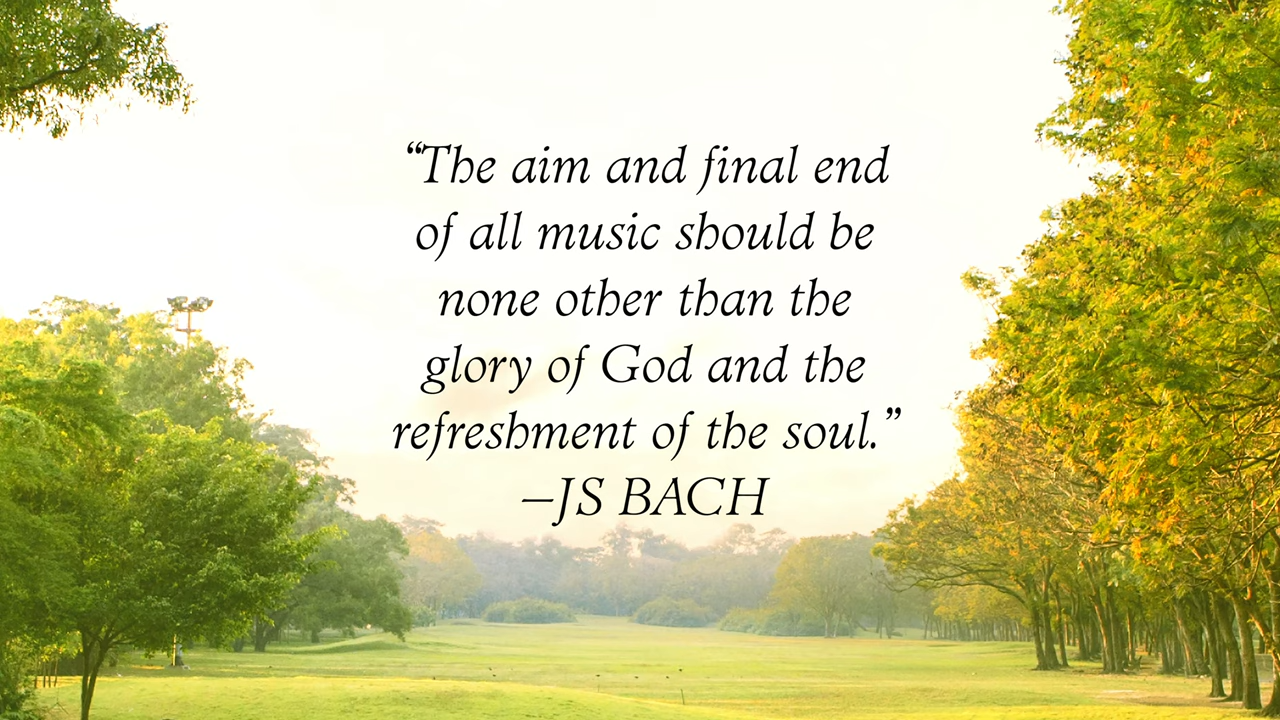 “The aim and final end
of all music should be
none other than the
glory of God and the
refreshment of the soul.”
–JS BACH